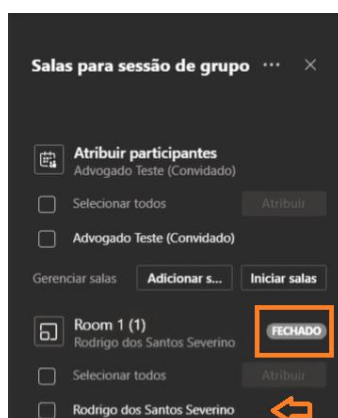 Salas para sessão de grupo ... ×
Atribuir participantes
Advogado Teste (Convidado)
Selecionar todos Atribuir
Advogado Teste (Convidado)
Gerenciar salas Adicionar s... Iniciar salas
Room 1 (1) FECHADO
Rodrigo dos Santos Severino
Selecionar todos Atribuir
Rodrigo dos Santos Severino